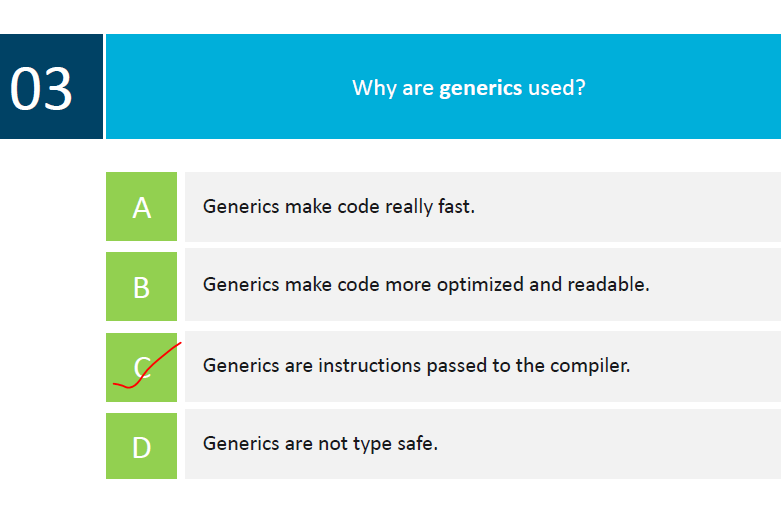 03
Why are generics used?
A
Generics make code really fast.
B
Generics make code more optimized and readable.
C
Generics are instructions passed to the compiler.
D
Generics are not type safe.